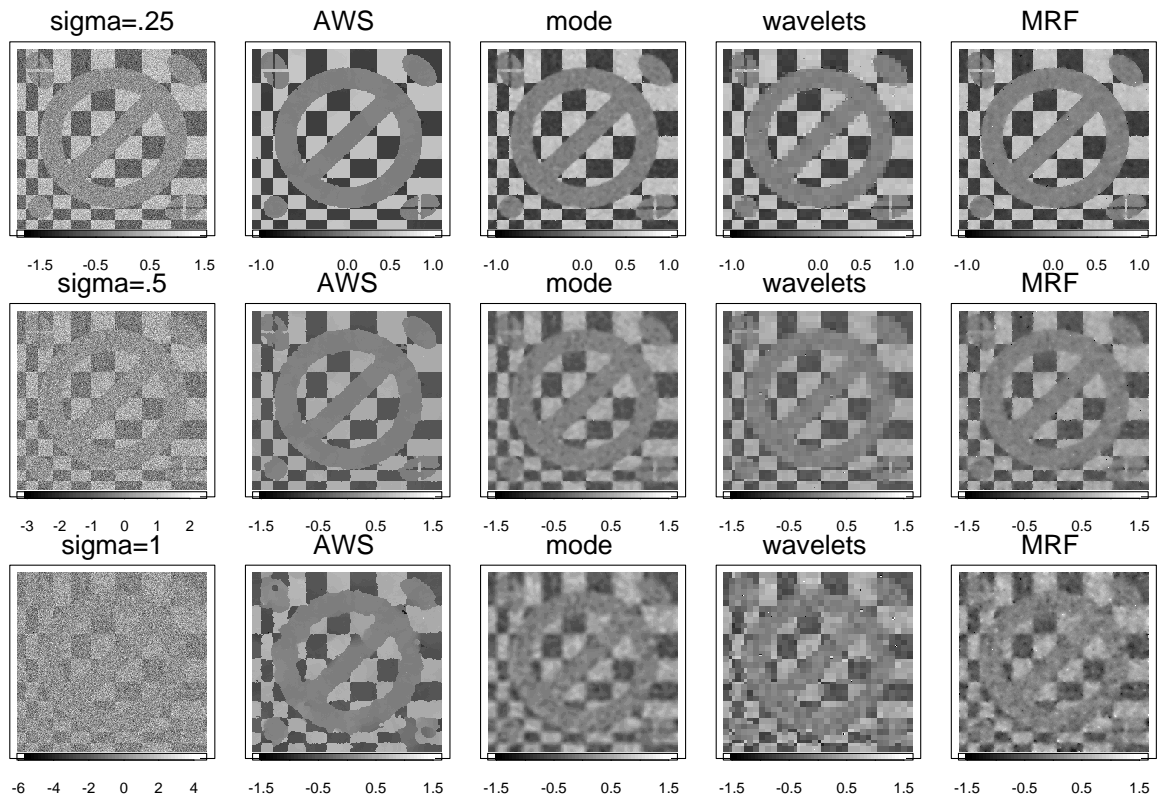 sigma=.25 AWS mode wavelets MRF
-1.5 -0.5 0.5 1.5 -1.0 0.0 0.5 1.0 -1.0 0.0 0.5 1.0 -1.0 0.0 0.5 1.0 -1.0 0.0 0.5 1.0
sigma=.5 AWS mode wavelets MRF
-3 -2 -1 0 1 2 -1.5 -0.5 0.5 1.5 -1.5 -0.5 0.5 1.5 -1.5 -0.5 0.5 1.5 -1.5 -0.5 0.5 1.5
sigma=1 AWS mode wavelets MRF
-6 -4 -2 0 2 4 -1.5 -0.5 0.5 1.5 -1.5 -0.5 0.5 1.5 -1.5 -0.5 0.5 1.5 -1.5 -0.5 0.5 1.5